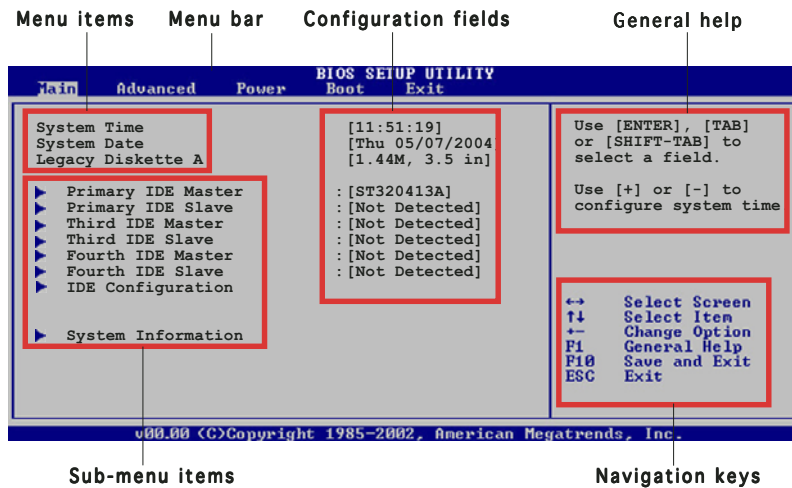 Menu items Menu bar Configuration fields General help
BIOS SETUP UTILITY
Main Advanced Power Boot Exit
System Time [11:51:19]
System Date [Thu 05/07/2004]
Legacy Diskette A [1.44M, 3.5 in]
Primary IDE Master :[ST320413A]
Primary IDE Slave :[Not Detected]
Third IDE Master :[Not Detected]
Third IDE Slave :[Not Detected]
Fourth IDE Master :[Not Detected]
Fourth IDE Slave :[Not Detected]
IDE Configuration
System Information
Use [ENTER], [TAB]
or [SHIFT-TAB] to
select a field.
Use [+] or [-] to
configure system time
↔ Select Screen
↑↓ Select Item
+- Change Option
F1 General Help
F10 Save and Exit
ESC Exit
v00.00 (C)Copyright 1985-2002, American Megatrends, Inc.
Sub-menu items Navigation keys